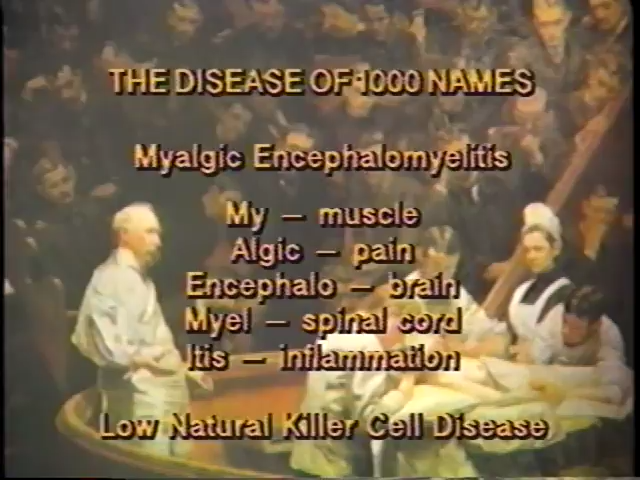 THE DISEASE OF 1000 NAMES
Myalgic Encephalomyelitis
My — muscle
Algic — pain
Encephalo — brain
Myel — spinal cord
Itis — inflammation
Low Natural Killer Cell Disease